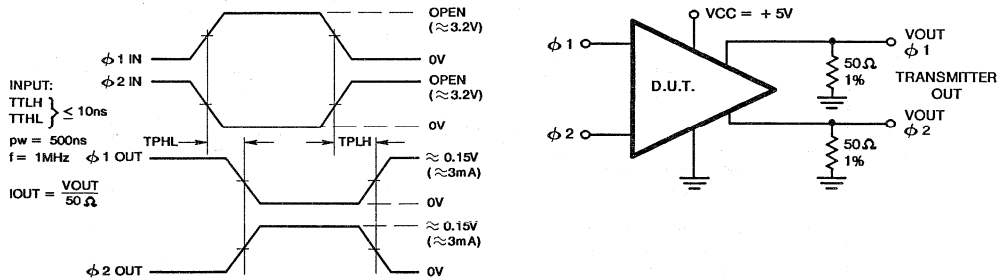 OPEN
(≈3.2V)
ϕ1 IN
0V
ϕ2 IN
OPEN
(≈3.2V)
0V
INPUT:
TTLH
TTHL } ≤ 10ns
pw = 500ns
f = 1MHz
IOUT = VOUT
50Ω
TPHL
TPLH
ϕ1 OUT
≈ 0.15V
(≈3mA)
0V
≈ 0.15V
(≈3mA)
ϕ2 OUT
0V
VCC = + 5V
ϕ1
D.U.T.
ϕ2
VOUT
ϕ1
50Ω
1%
TRANSMITTER
OUT
VOUT
ϕ2
50Ω
1%